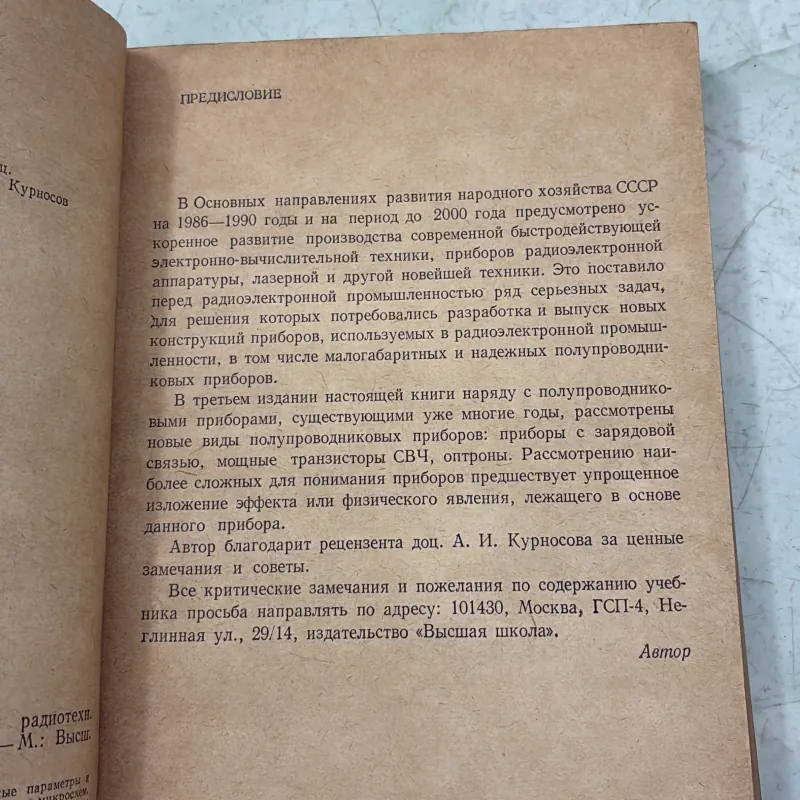 ц.
Курносов
радиотехн.
—М.: Высш.
ные параметры и
микросхем.
ПРЕДИСЛОВИЕ
В Основных направлениях развития народного хозяйства СССР
на 1986—1990 годы и на период до 2000 года предусмотрено ус-
коренное развитие производства современной быстродействующей
электронно-вычислительной техники, приборов радиоэлектронной
аппаратуры, лазерной и другой новейшей техники. Это поставило
перед радиоэлектронной промышленностью ряд серьезных задач,
для решения которых потребовались разработка и выпуск новых
конструкций приборов, используемых в радиоэлектронной промыш-
ленности, в том числе малогабаритных и надежных полупроводни-
ковых приборов.
В третьем издании настоящей книги наряду с полупроводнико-
выми приборами, существующими уже многие годы, рассмотрены
новые виды полупроводниковых приборов: приборы с зарядовой
связью, мощные транзисторы СВЧ, оптроны. Рассмотрению наи-
более сложных для понимания приборов предшествует упрощенное
изложение эффекта или физического явления, лежащего в основе
данного прибора.
Автор благодарит рецензента доц. А. И. Курносова за ценные
замечания и советы.
Все критические замечания и пожелания по содержанию учеб-
ника просьба направлять по адресу: 101430, Москва, ГСП-4, Не-
глинная ул., 29/14, издательство «Высшая школа».
Автор